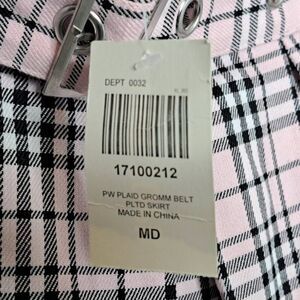 DEPT 0032
17100212
PW PLAID GROMM BELT
PLTD SKIRT
MADE IN CHINA
MD